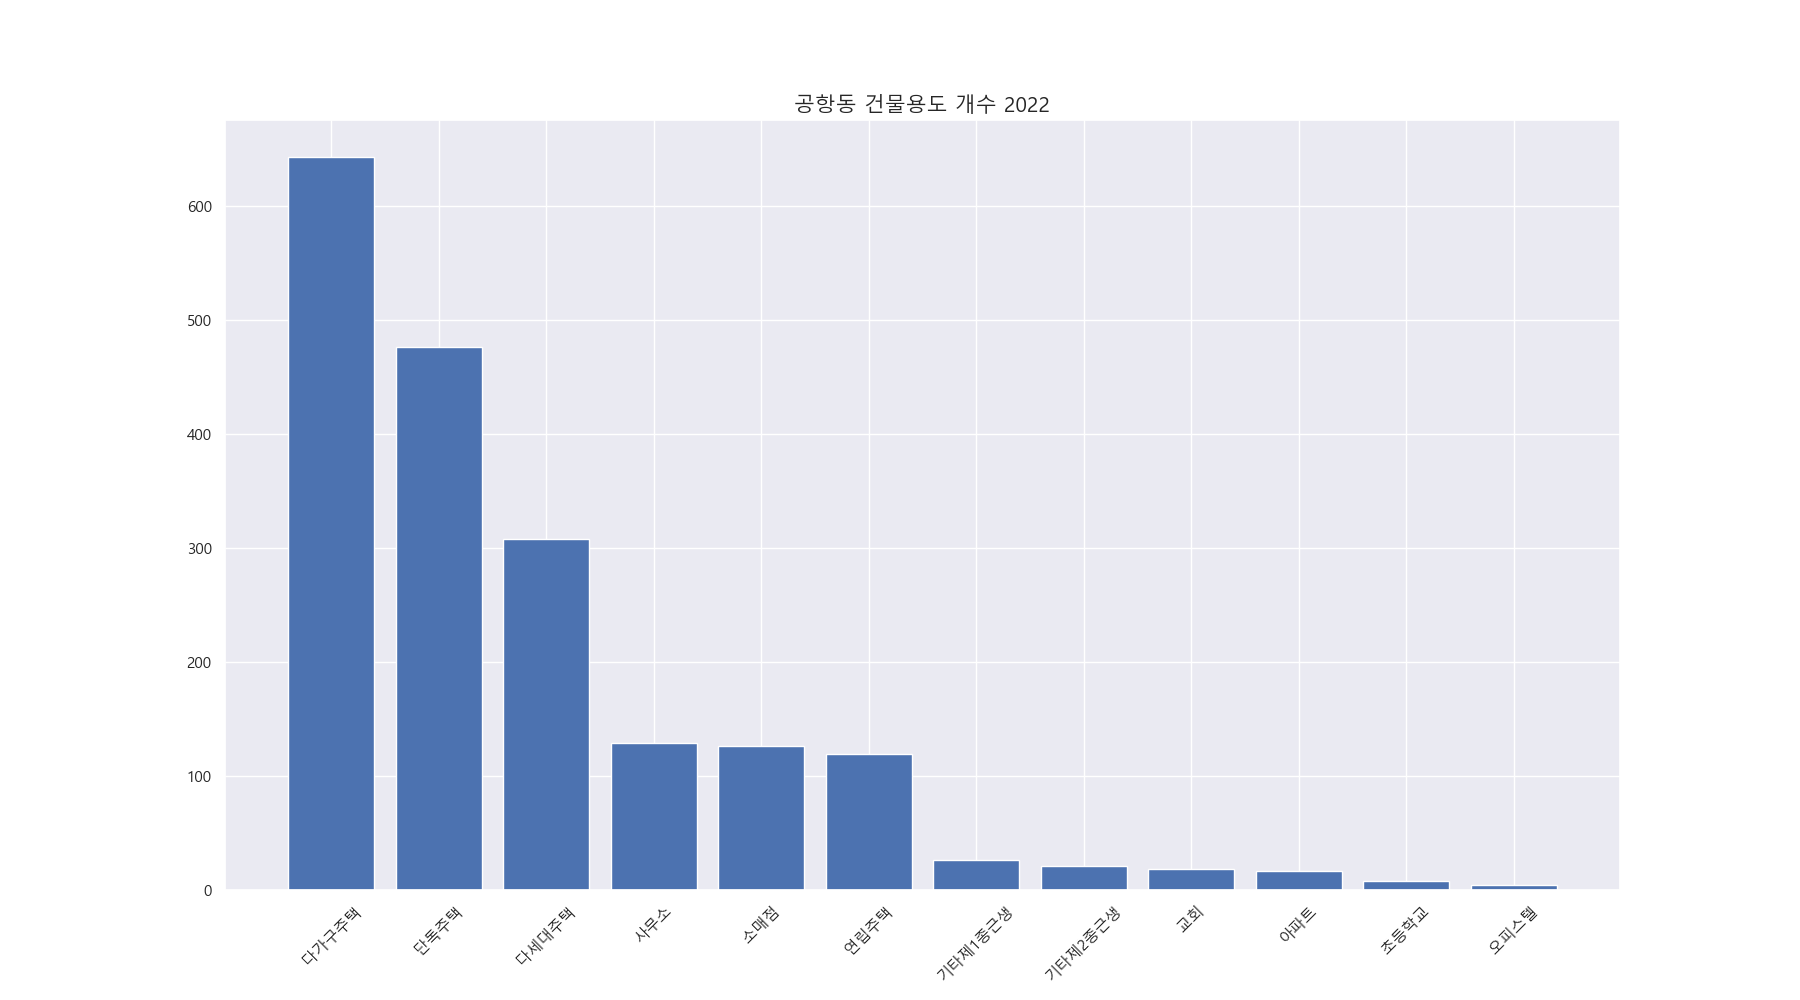 공항동 건물용도 개수 2022
600
500
400
300
200
100
0
다가구주택
단독주택
다세대주택
사무소
소매점
연립주택
기타제1종근생
기타제2종근생
교회
아파트
초등학교
오피스텔